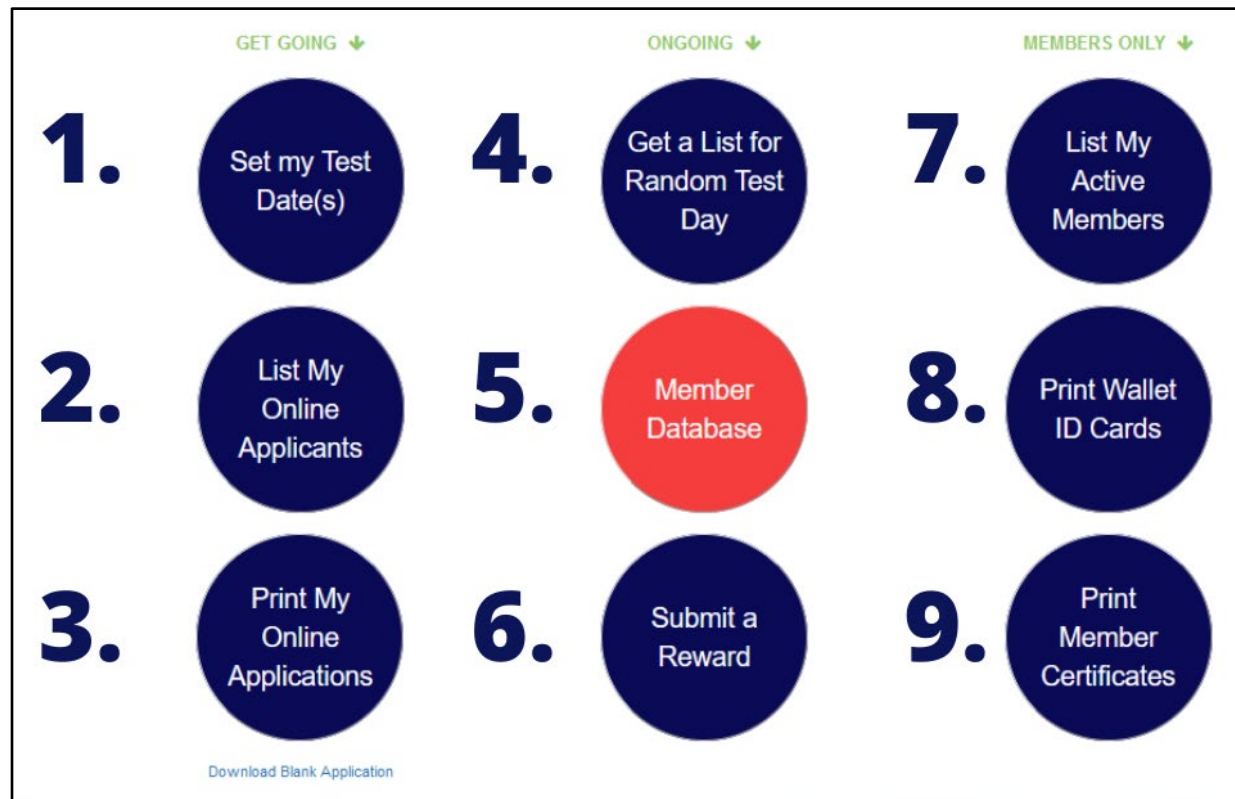 GET GOING
1.
Set my Test
Date(s)
2.
List My
Online
Applicants
3.
Print My
Online
Applications
Download Blank Application
ONGOING
4.
Get a List for
Random Test
Day
5.
Member
Database
6.
Submit a
Reward
MEMBERS ONLY
7.
List My
Active
Members
8.
Print Wallet
ID Cards
9.
Print
Member
Certificates